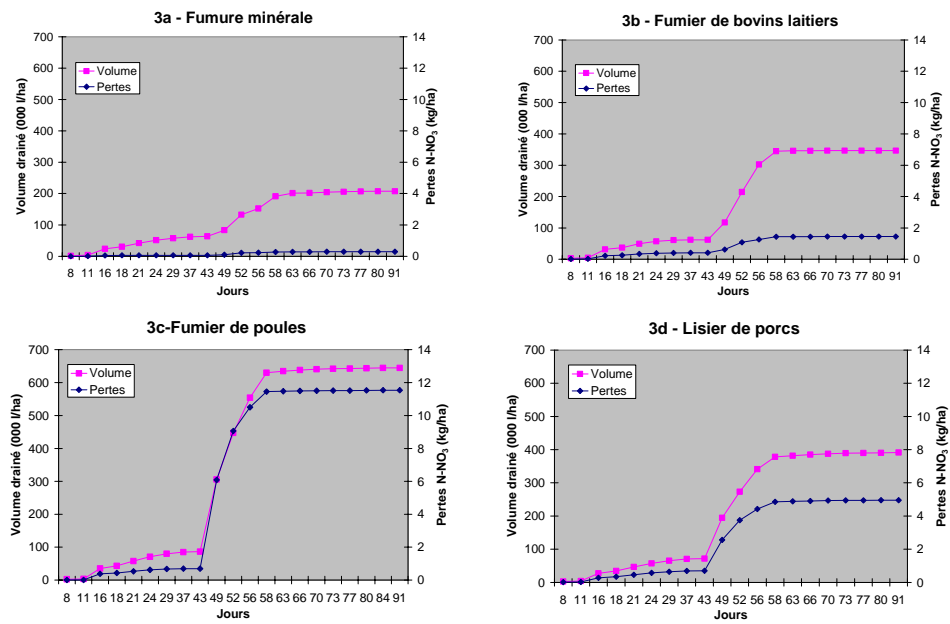 3a - Fumure minérale
Volume drainé (000 l/ha)
700
600
500
400
300
200
100
0
Volume
Pertes
14
12
10
8
6
4
2
0
Pertes N-NO3 (kg/ha)
8 11 16 18 21 24 29 37 43 49 52 56 58 63 66 70 73 77 80 91
Jours
3b - Fumier de bovins laitiers
Volume drainé (000 l/ha)
700
600
500
400
300
200
100
0
Volume
Pertes
14
12
10
8
6
4
2
0
Pertes N-NO3 (kg/ha)
8 11 16 18 21 24 29 37 43 49 52 56 58 63 66 70 73 77 80 91
Jours
3c-Fumier de poules
Volume drainé (000 l/ha)
700
600
500
400
300
200
100
0
Volume
Pertes
14
12
10
8
6
4
2
0
Pertes N-NO3 (kg/ha)
8 11 16 18 21 24 29 37 43 49 52 56 58 63 66 70 73 77 80 84 91
Jours
3d - Lisier de porcs
Volume drainé (000 l/ha)
700
600
500
400
300
200
100
0
Volume
Pertes
14
12
10
8
6
4
2
0
Pertes N-NO3 (kg/ha)
8 11 16 18 21 24 29 37 43 49 52 56 58 63 66 70 73 77 80 91
Jours